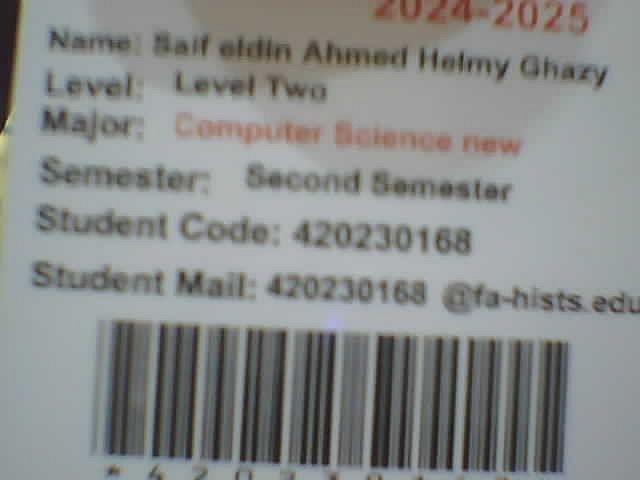 2024-2025
Name: Saif eldin Ahmed Helmy Ghazy
Level: Level Two
Major: Computer Science new
Semester: Second Semester
Student Code: 420230168
Student Mail: 420230168 @fa-hists.edu